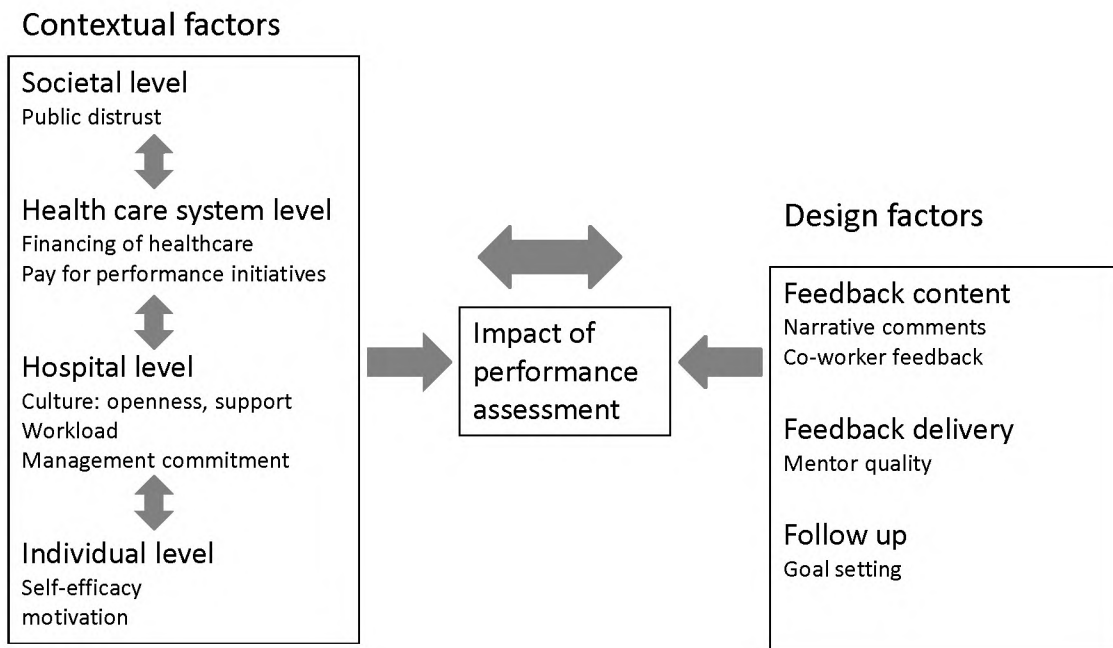 Contextual factors
Societal level
Public distrust
Health care system level
Financing of healthcare
Pay for performance initiatives
Hospital level
Culture: openness, support
Workload
Management commitment
Individual level
Self-efficacy
motivation
Impact of
performance
assessment
Design factors
Feedback content
Narrative comments
Co-worker feedback
Feedback delivery
Mentor quality
Follow up
Goal setting